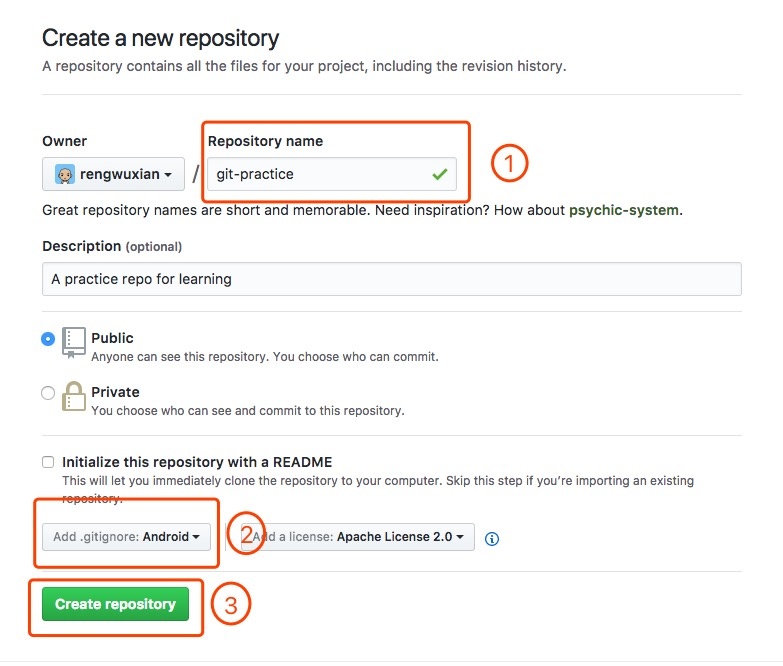 Create a new repository
A repository contains all the files for your project, including the revision history.
Owner
Repository name
rengwuxian / git-practice
①
Great repository names are short and memorable. Need inspiration? How about psychic-system.
Description (optional)
A practice repo for learning
Public
Anyone can see this repository. You choose who can commit.
Private
You choose who can see and commit to this repository.
Initialize this repository with a README
This will let you immediately clone the repository to your computer. Skip this step if you’re importing an existing
repository.
Add .gitignore: Android ② Add a license: Apache License 2.0
Create repository ③